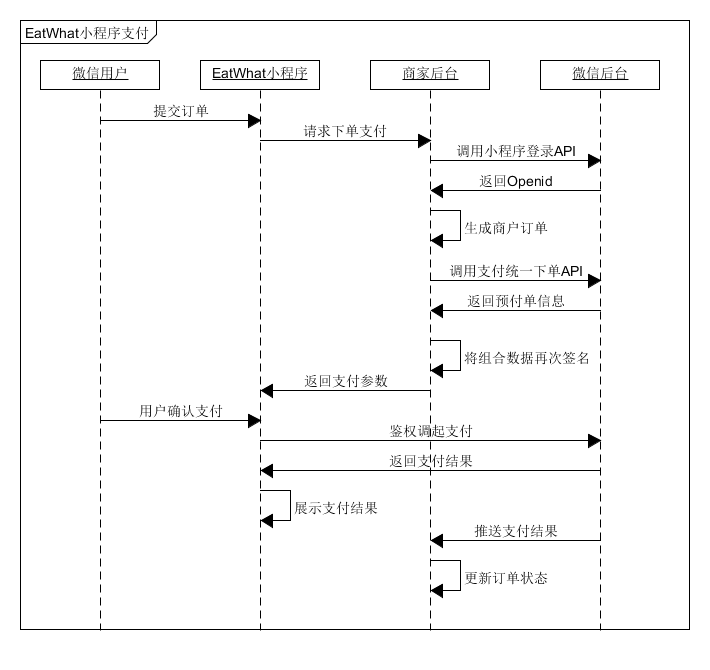 EatWhat小程序支付
微信用户
EatWhat小程序
商家后台
微信后台
提交订单
请求下单支付
调用小程序登录API
返回Openid
生成商户订单
调用支付统一下单API
返回预付单信息
将组合数据再次签名
返回支付参数
用户确认支付
鉴权调起支付
返回支付结果
展示支付结果
推送支付结果
更新订单状态